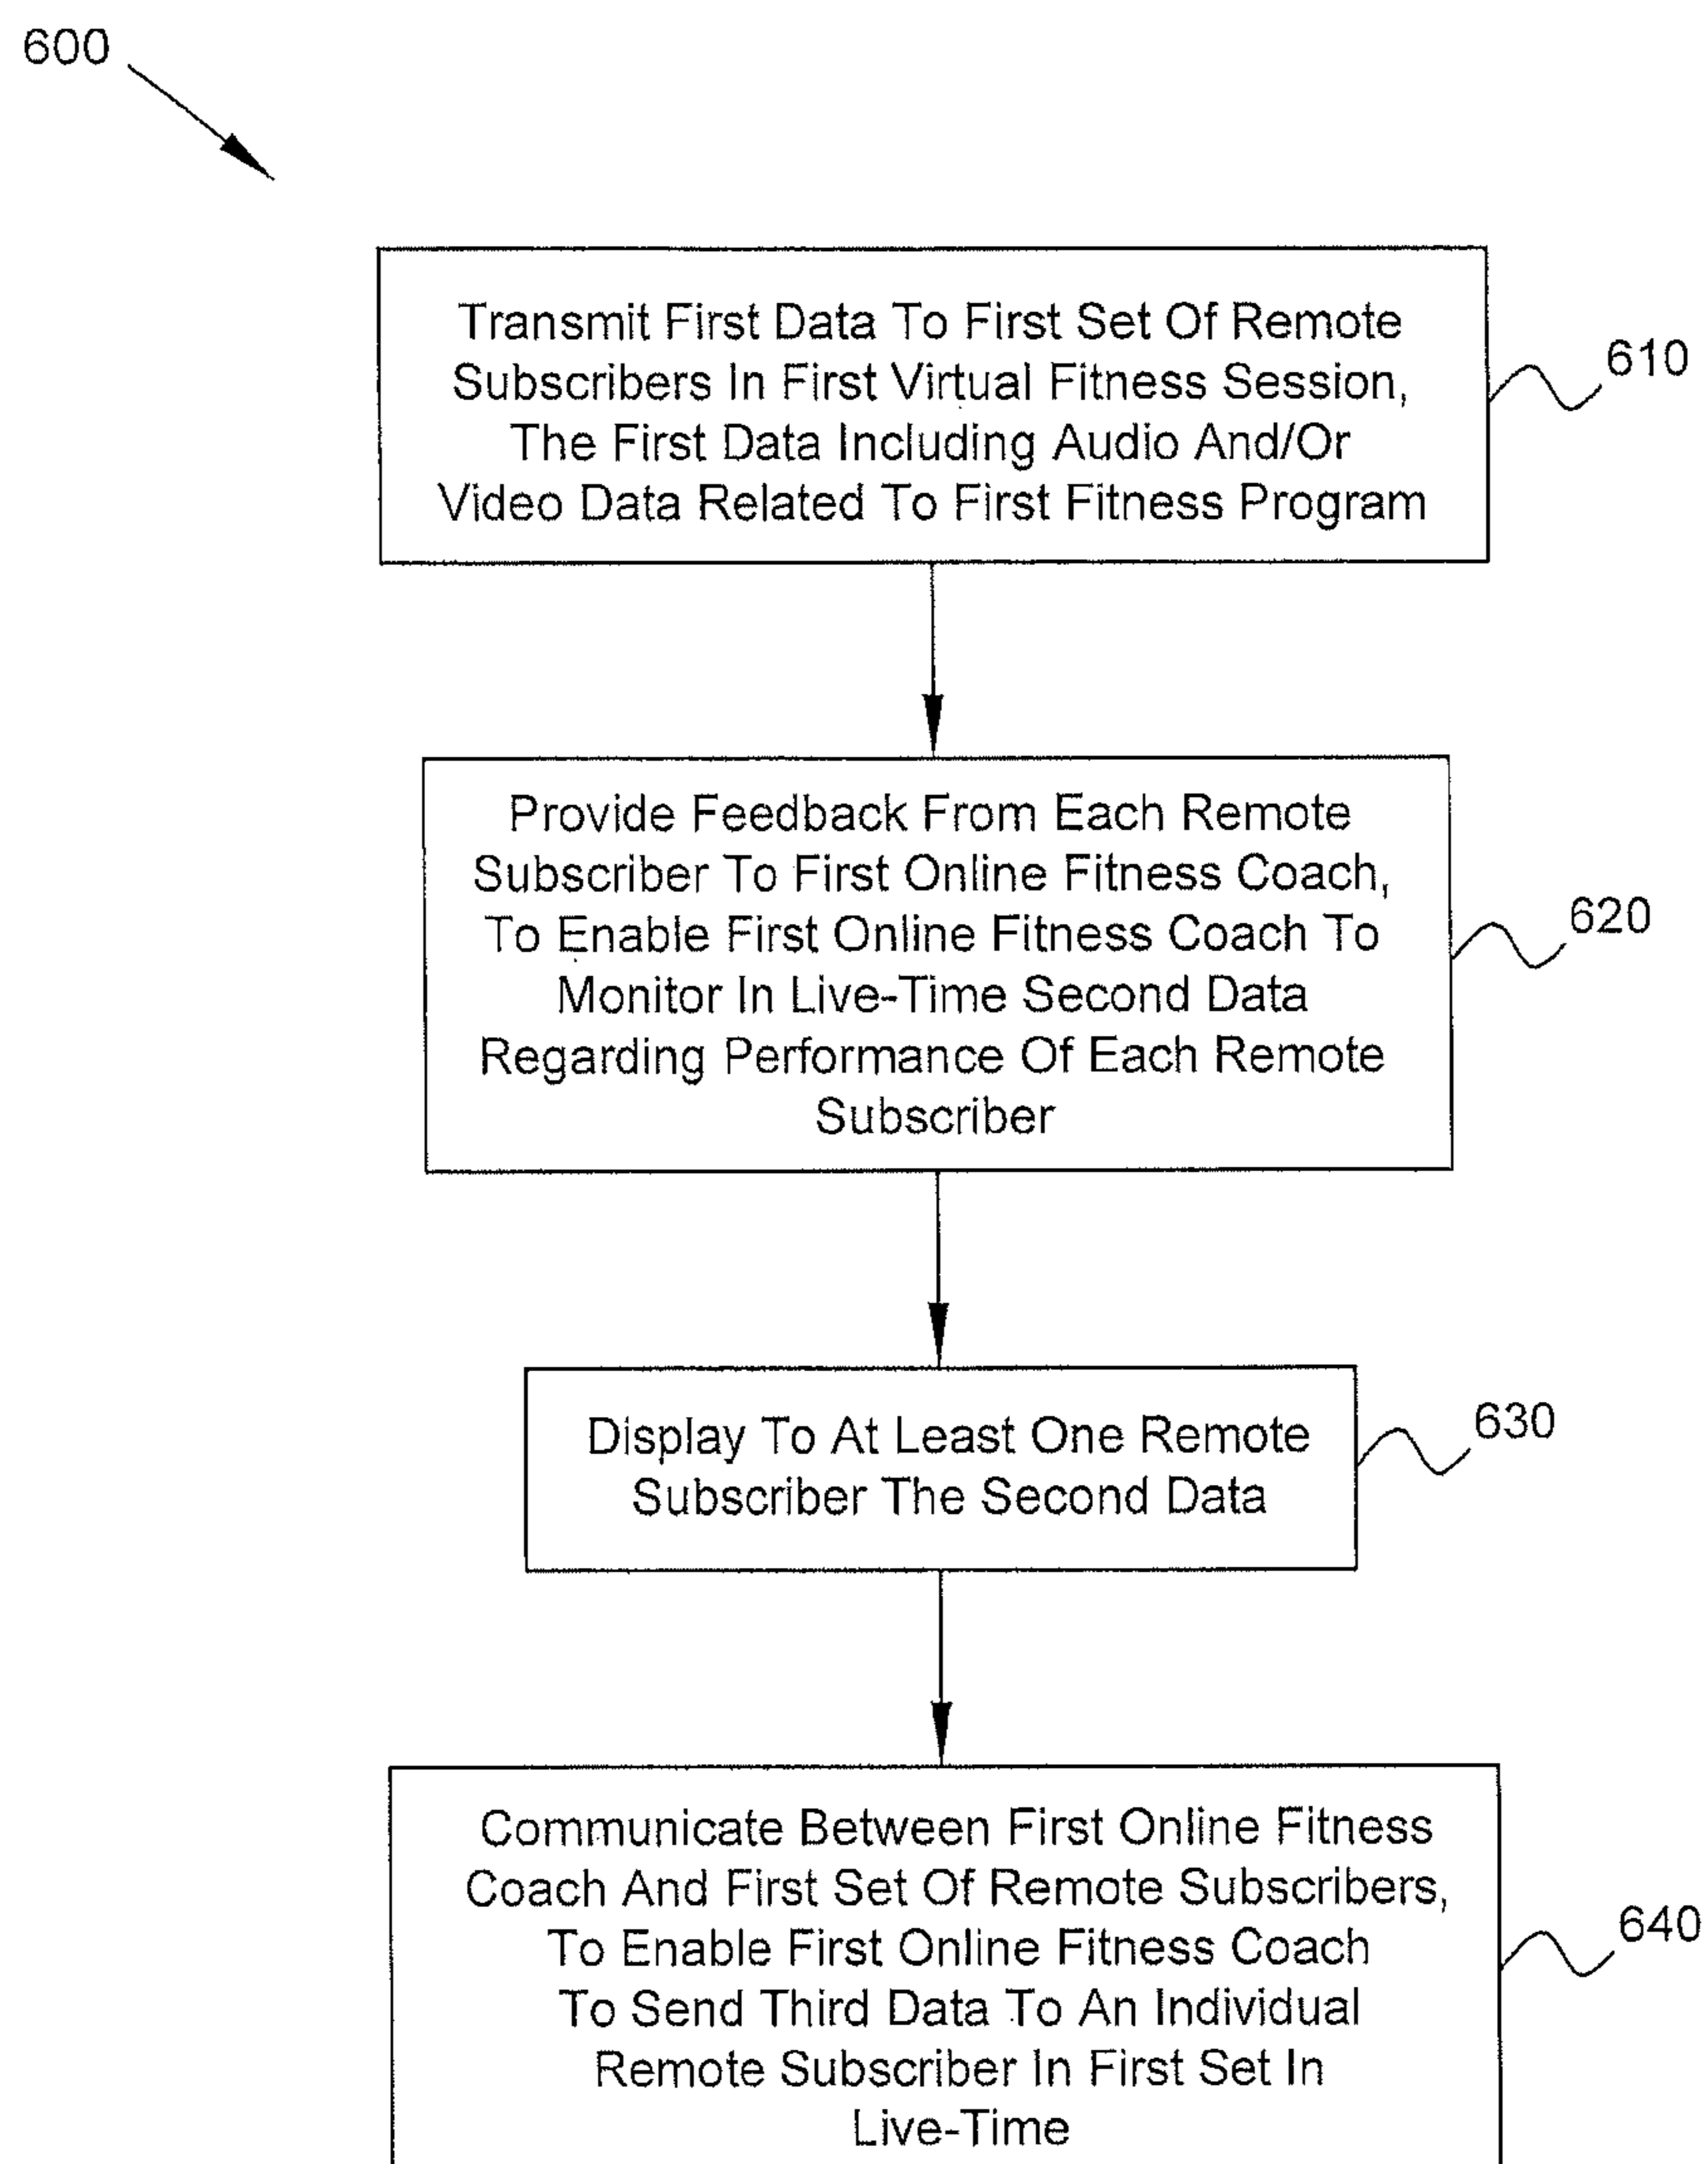 600
Transmit First Data To First Set Of Remote
Subscribers In First Virtual Fitness Session,
The First Data Including Audio And/Or
Video Data Related To First Fitness Program
610
Provide Feedback From Each Remote
Subscriber To First Online Fitness Coach,
To Enable First Online Fitness Coach To
Monitor In Live-Time Second Data
Regarding Performance Of Each Remote
Subscriber
620
Display To At Least One Remote
Subscriber The Second Data
630
Communicate Between First Online Fitness
Coach And First Set Of Remote Subscribers,
To Enable First Online Fitness Coach
To Send Third Data To An Individual
Remote Subscriber In First Set In
Live-Time
640